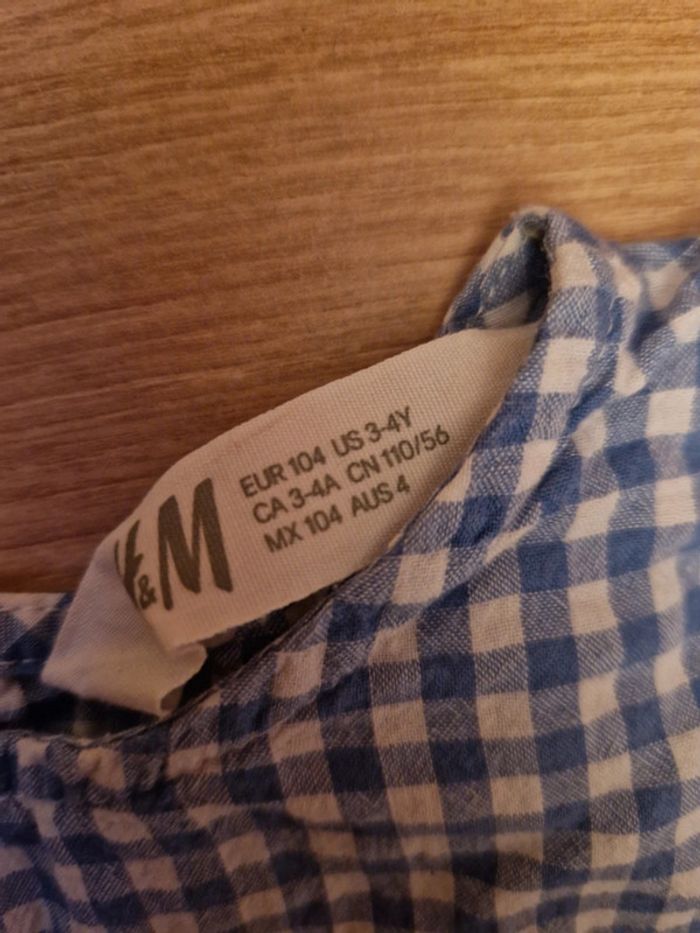 H&M
EUR 104 US 3-4Y
CA 3-4A CN 110/56
MX 104 AUS 4